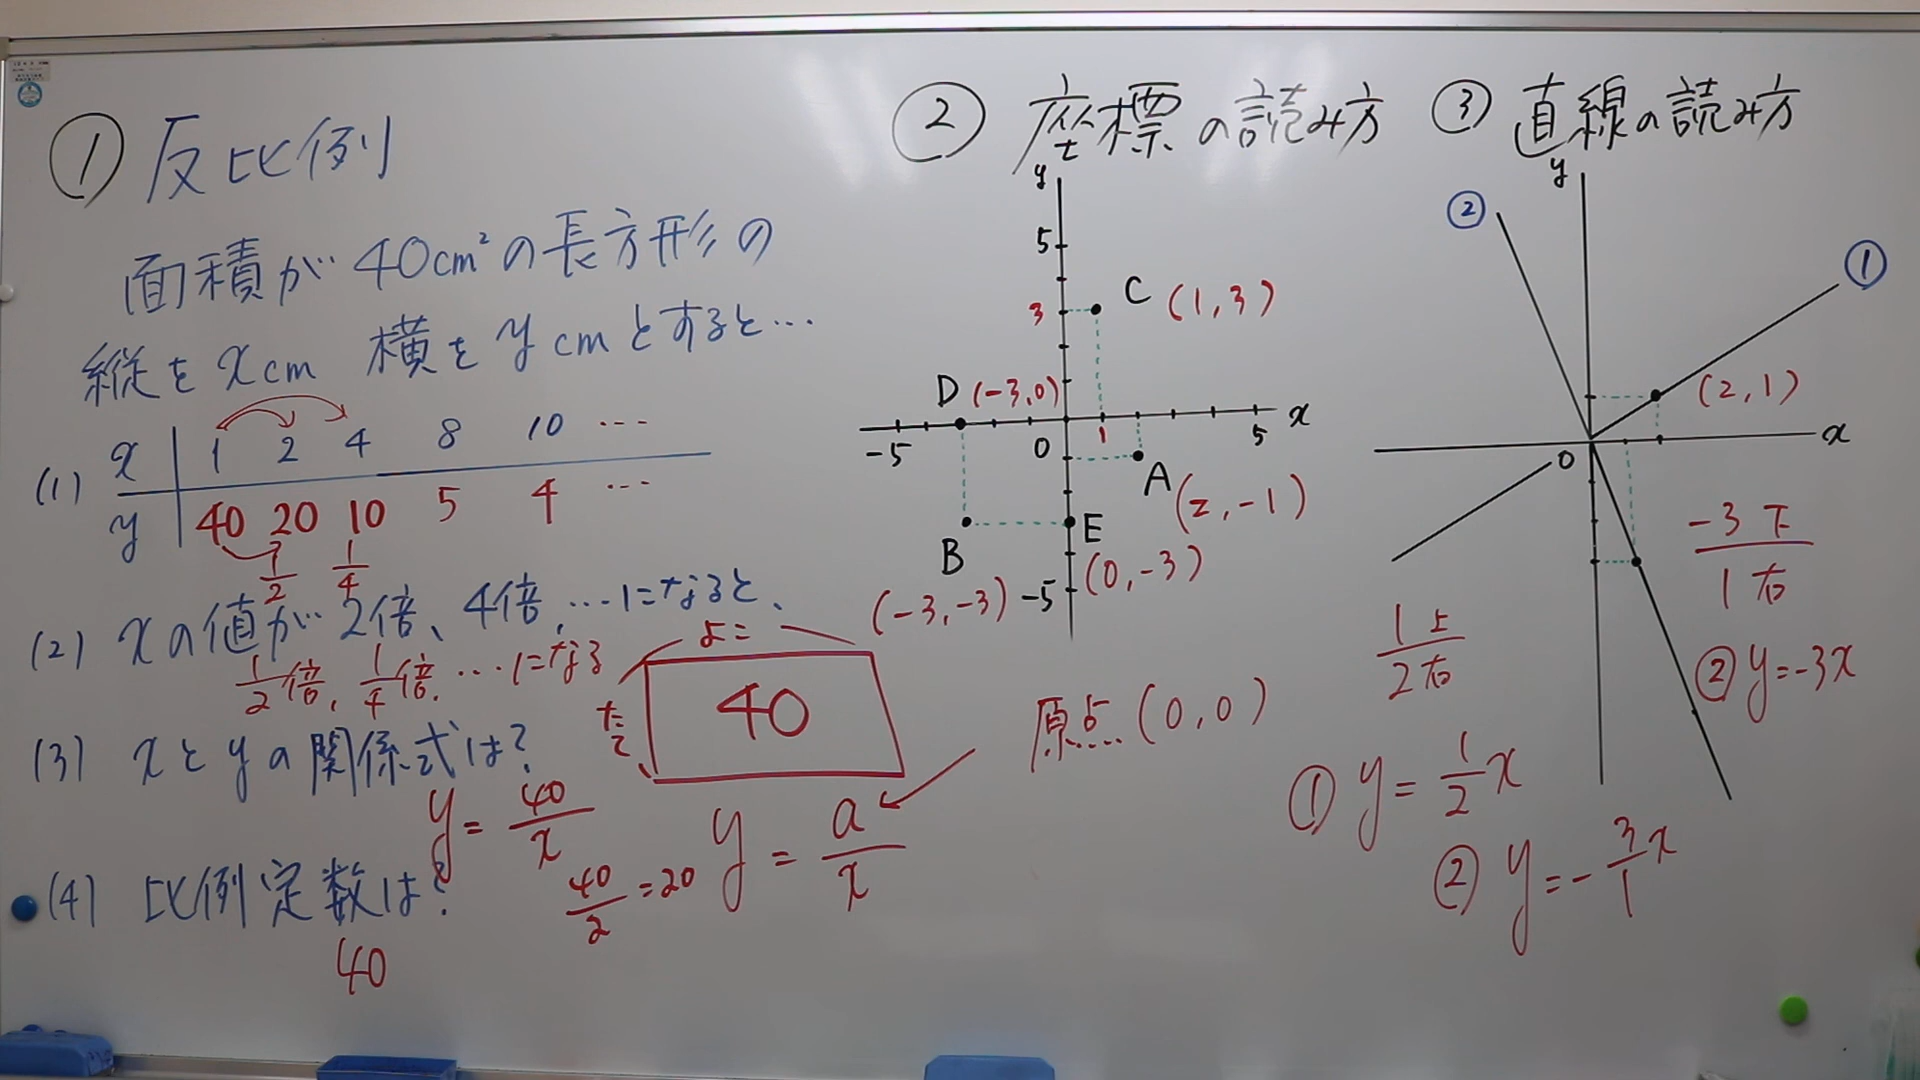 ① 反比例
面積が40cm²の長方形の
縦をxcm 横をycmとすると…
(1) x 1 2 4 8 10 …
y 40 20 10 5 4 …
1/2 1/4
(2) xの値が2倍、4倍、…になると、
1/2倍、1/4倍、…になる
(3) xとyの関係式は?
y=40/x
(4) 比例定数は?
40
よこ
たて
40
40/2=20
y=a/x
② 座標の読み方
y
5
3
C (1,3)
D (-3,0)
-5 0 1 5 x
A (2,-1)
B (-3,-3)
E (0,-3)
-5
原点(0,0)
③ 直線の読み方
y
②
①
(2,1)
x
0
-3下/1右
1上/2右
②y=-3x
①y=1/2x
②y=-3/1x